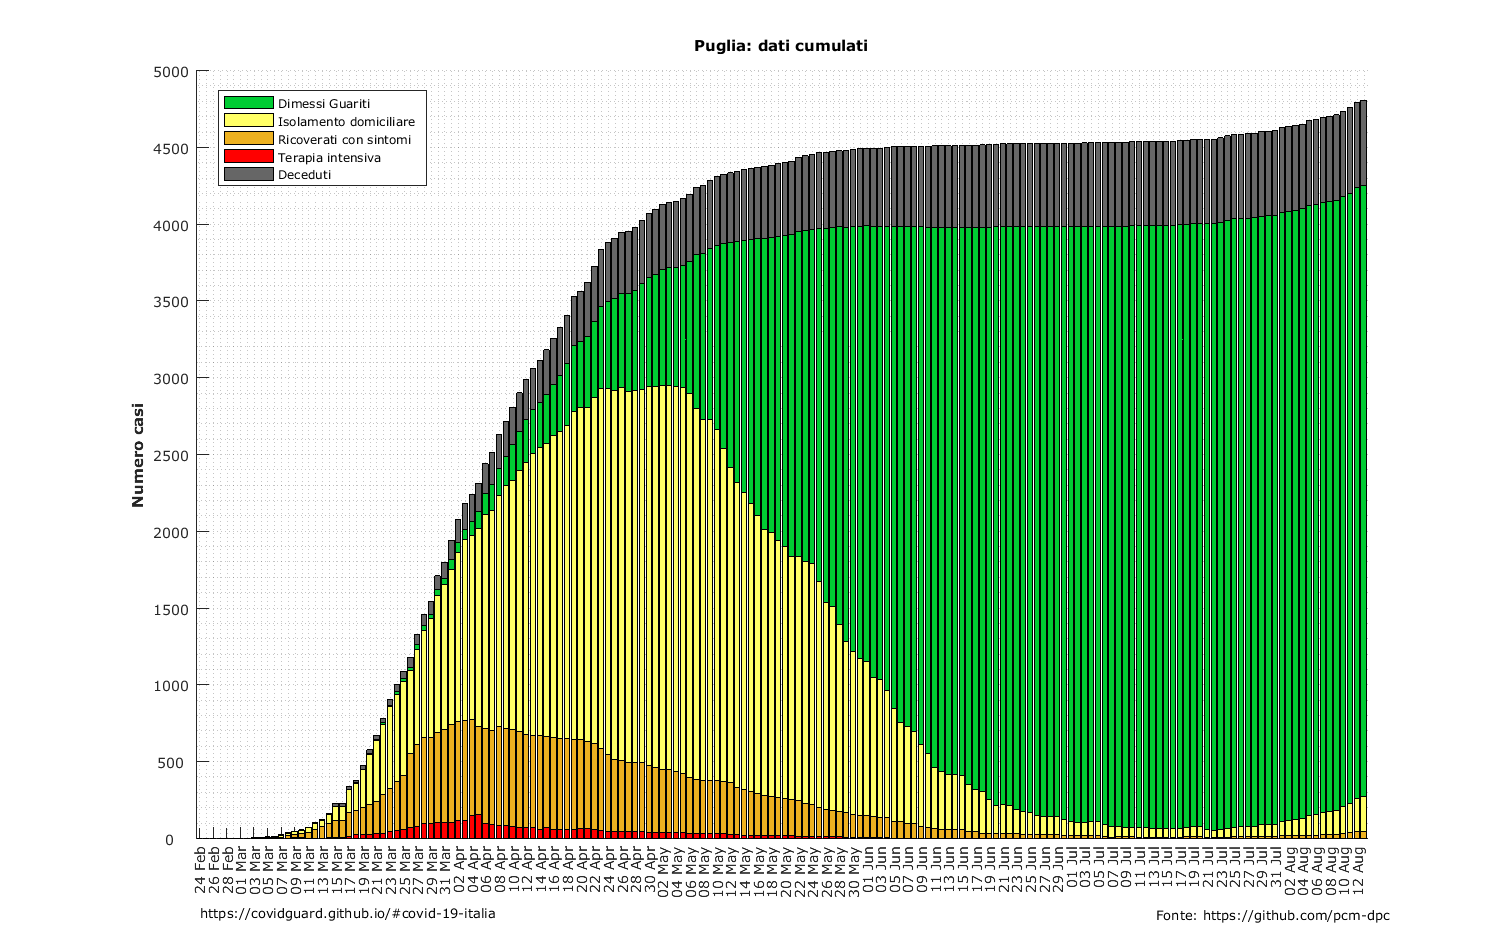 Puglia: dati cumulati
Numero casi
5000
4500
4000
3500
3000
2500
2000
1500
1000
500
0
Dimessi Guariti
Isolamento domiciliare
Ricoverati con sintomi
Terapia intensiva
Deceduti
24 Feb
26 Feb
28 Feb
01 Mar
03 Mar
05 Mar
07 Mar
09 Mar
11 Mar
13 Mar
15 Mar
17 Mar
19 Mar
21 Mar
23 Mar
25 Mar
27 Mar
29 Mar
31 Mar
02 Apr
04 Apr
06 Apr
08 Apr
10 Apr
12 Apr
14 Apr
16 Apr
18 Apr
20 Apr
22 Apr
24 Apr
26 Apr
28 Apr
30 Apr
02 May
04 May
06 May
08 May
10 May
12 May
14 May
16 May
18 May
20 May
22 May
24 May
26 May
28 May
30 May
01 Jun
03 Jun
05 Jun
07 Jun
09 Jun
11 Jun
13 Jun
15 Jun
17 Jun
19 Jun
21 Jun
23 Jun
25 Jun
27 Jun
29 Jun
01 Jul
03 Jul
05 Jul
07 Jul
09 Jul
11 Jul
13 Jul
15 Jul
17 Jul
19 Jul
21 Jul
23 Jul
25 Jul
27 Jul
29 Jul
31 Jul
02 Aug
04 Aug
06 Aug
08 Aug
10 Aug
12 Aug
https://covidguard.github.io/#covid-19-italia
Fonte: https://github.com/pcm-dpc